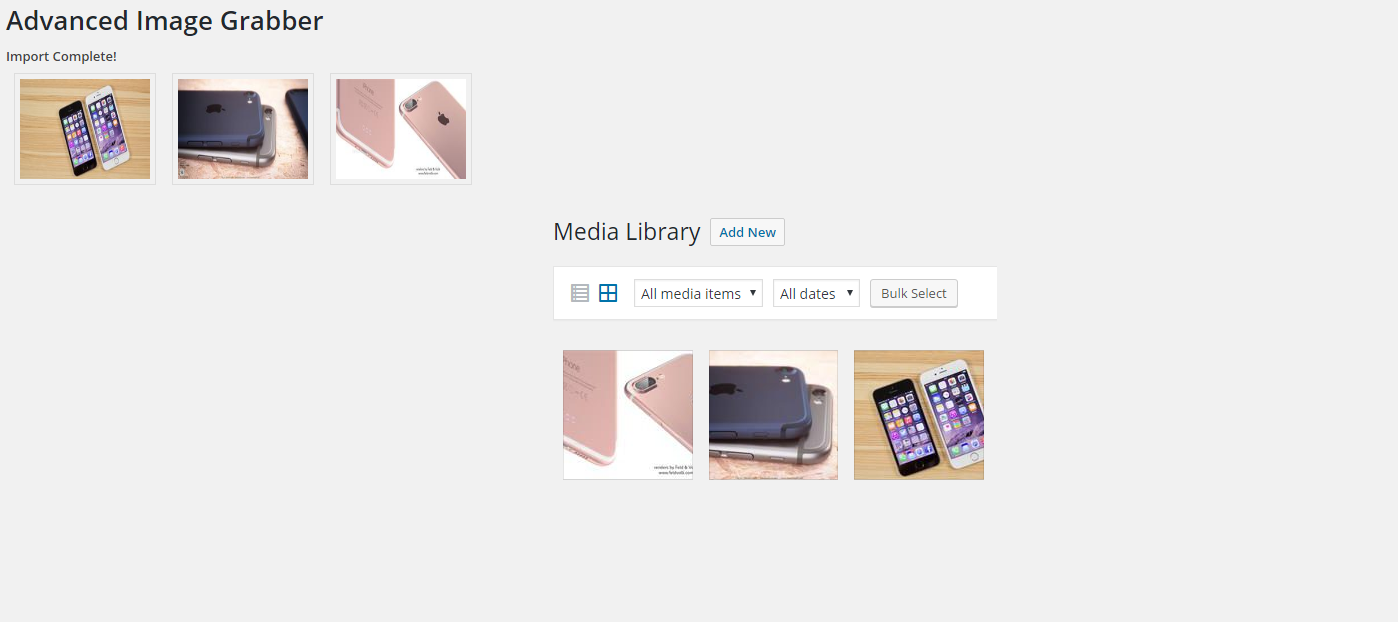 Advanced Image Grabber
Import Complete!
Media Library
Add New
All media items
All dates
Bulk Select